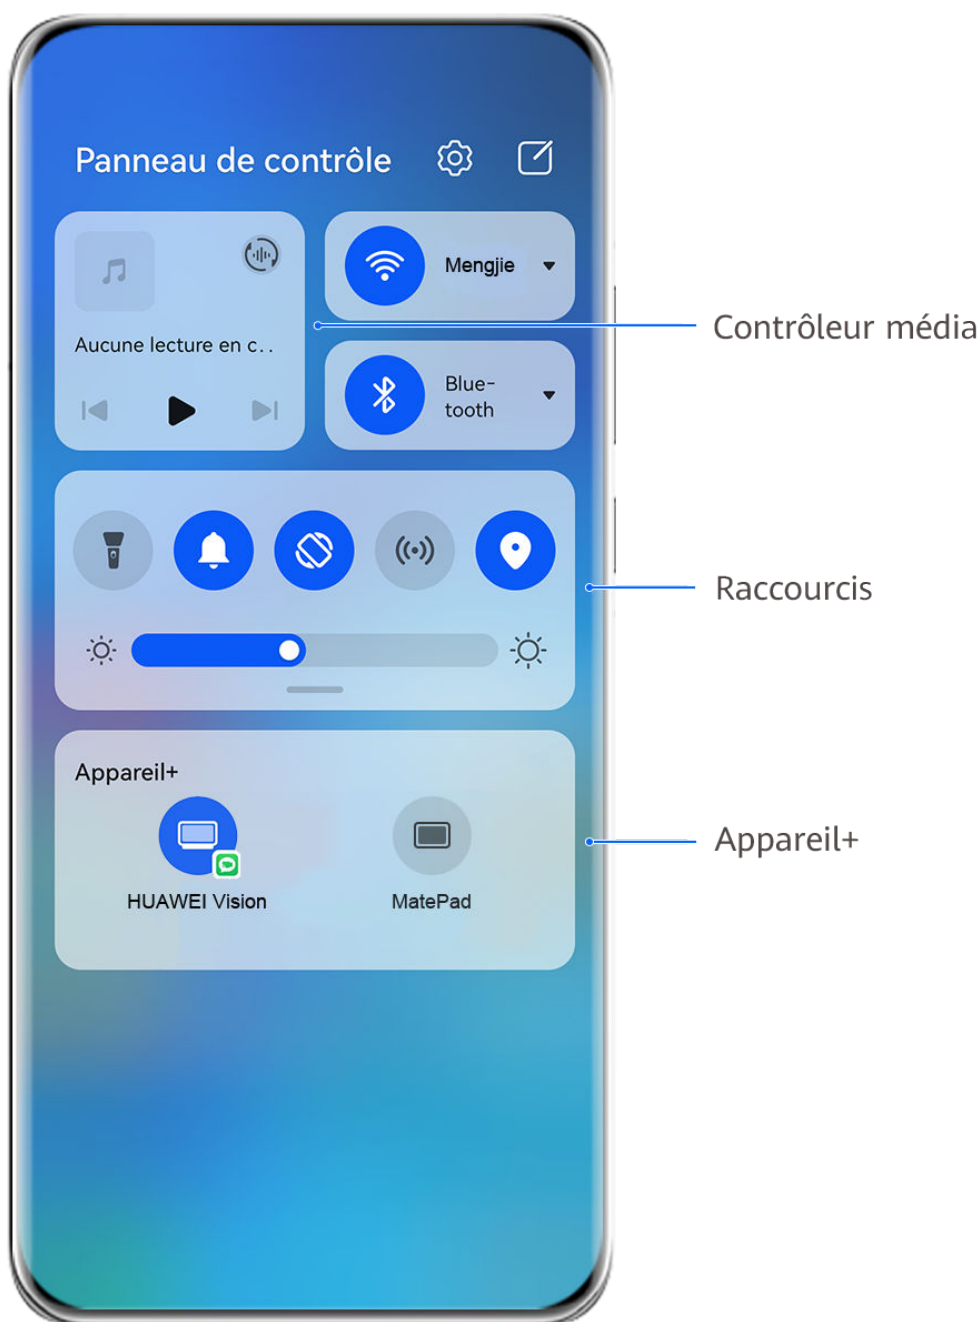 Panneau de contrôle
Mengjie
Aucune lecture en c..
Blue-
tooth
Contrôleur média
Raccourcis
Appareil+
HUAWEI Vision
MatePad
Appareil+